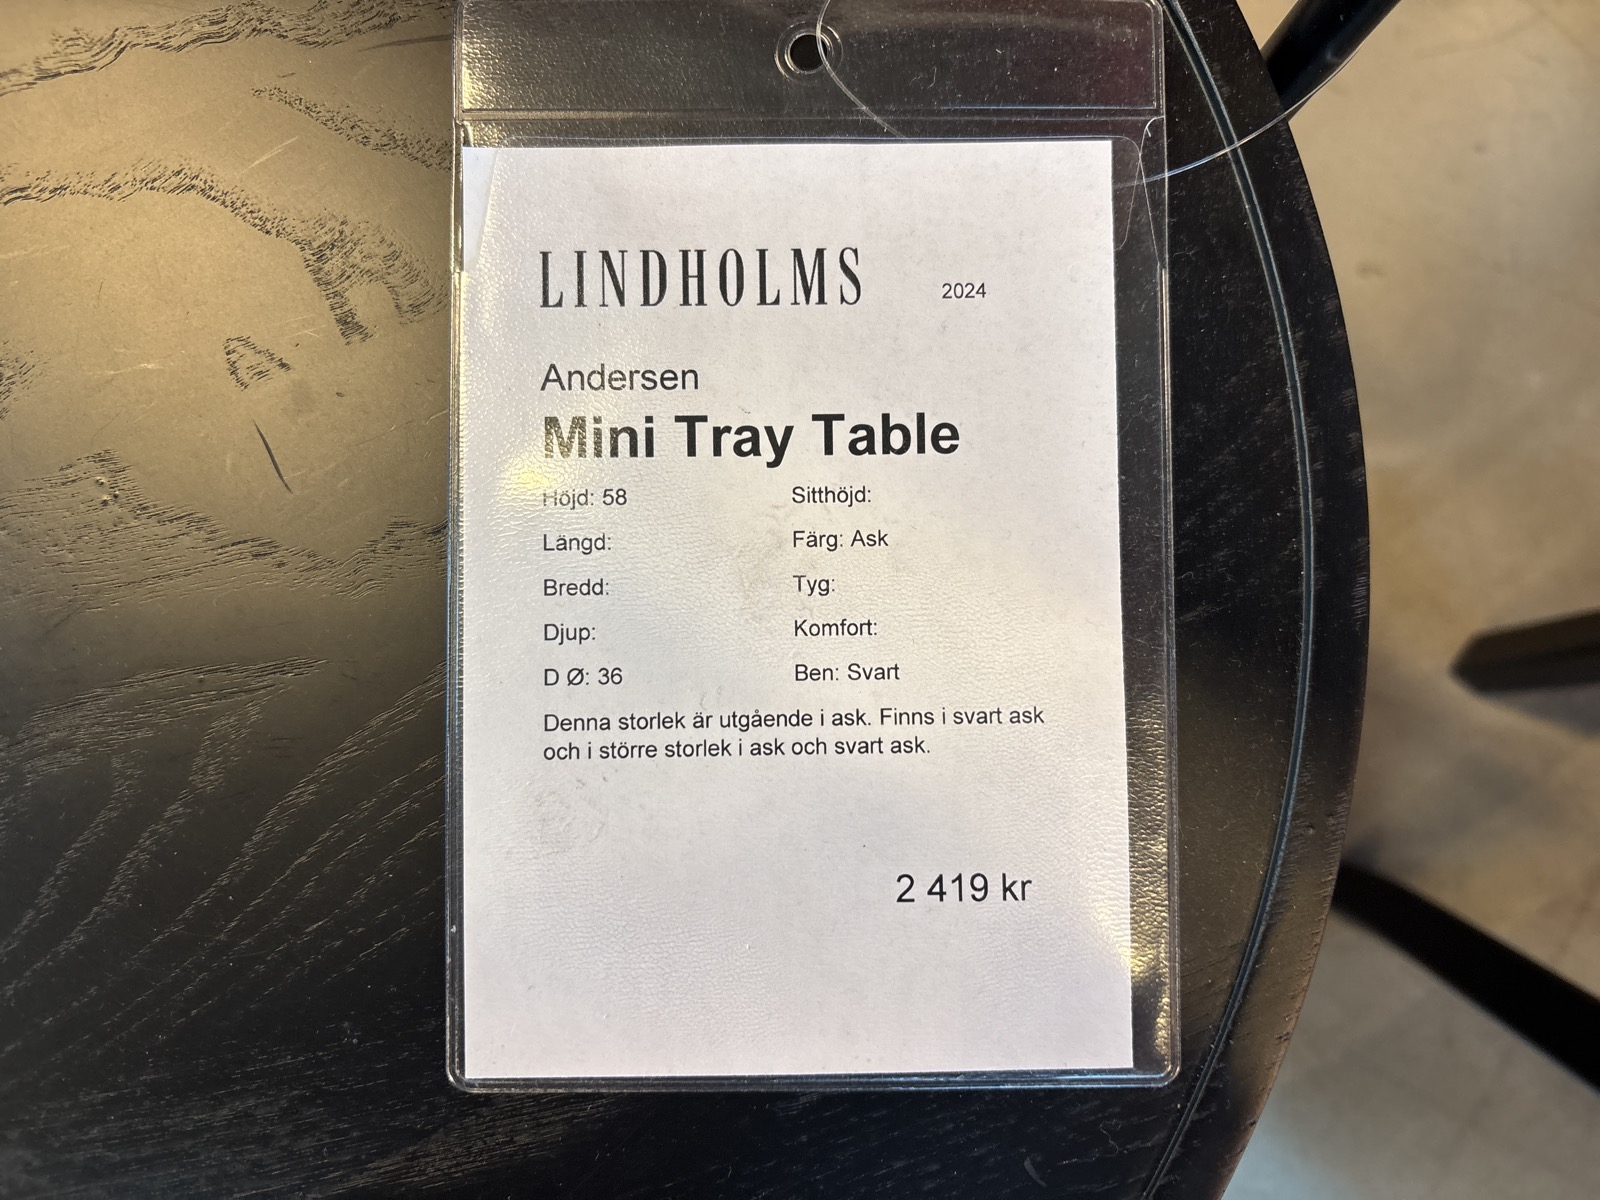 LINDHOLMS 2024
Andersen
Mini Tray Table
Höjd: 58 Sitthöjd:
Längd: Färg: Ask
Bredd: Tyg:
Djup: Komfort:
D Ø: 36 Ben: Svart
Denna storlek är utgående i ask. Finns i svart ask
och i större storlek i ask och svart ask.
2 419 kr